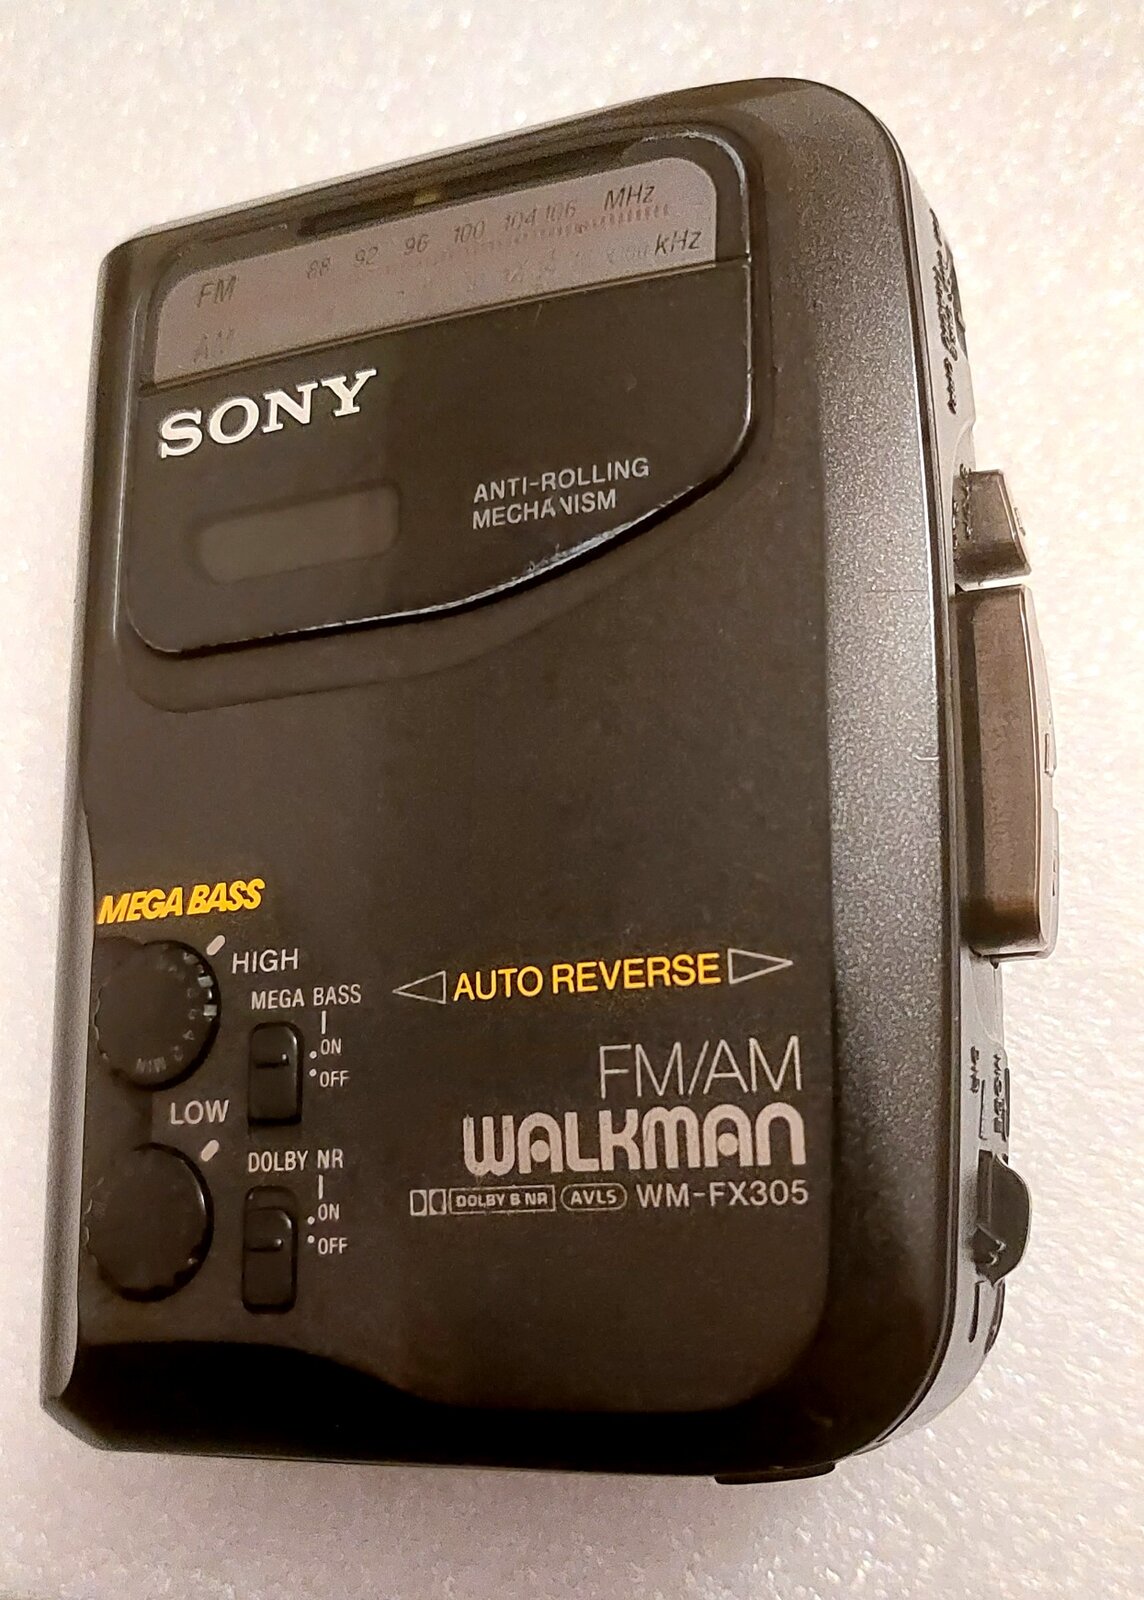 FM 88 92 96 100 104 106 MHz
kHz
SONY
ANTI-ROLLING
MECHANISM
MEGA BASS
HIGH
MEGA BASS
ON
OFF
LOW
DOLBY NR
ON
OFF
AUTO REVERSE
FM/AM
WALKMAN
DOLBY B NR AVLS WM-FX305